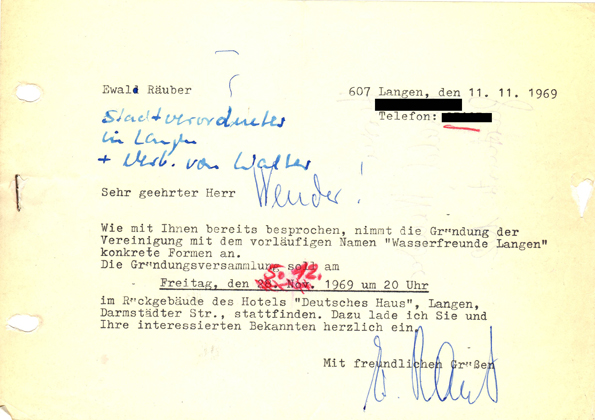 Ewald Räuber
607 Langen, den 11. 11. 1969
Telefon:
Stadtverordneter
in Langen
+ Verb. von Walter
Sehr geehrter Herr Wender!
Wie mit Ihnen bereits besprochen, nimmt die Gründung der
Vereinigung mit dem vorläufigen Namen "Wasserfreunde Langen"
konkrete Formen an.
Die Gründungsversammlung soll am
5. 12.
Freitag, den 28. Nov. 1969 um 20 Uhr
im Rückgebäude des Hotels "Deutsches Haus", Langen,
Darmstädter Str., stattfinden. Dazu lade ich Sie und
Ihre interessierten Bekannten herzlich ein.
Mit freundlichen Grüßen